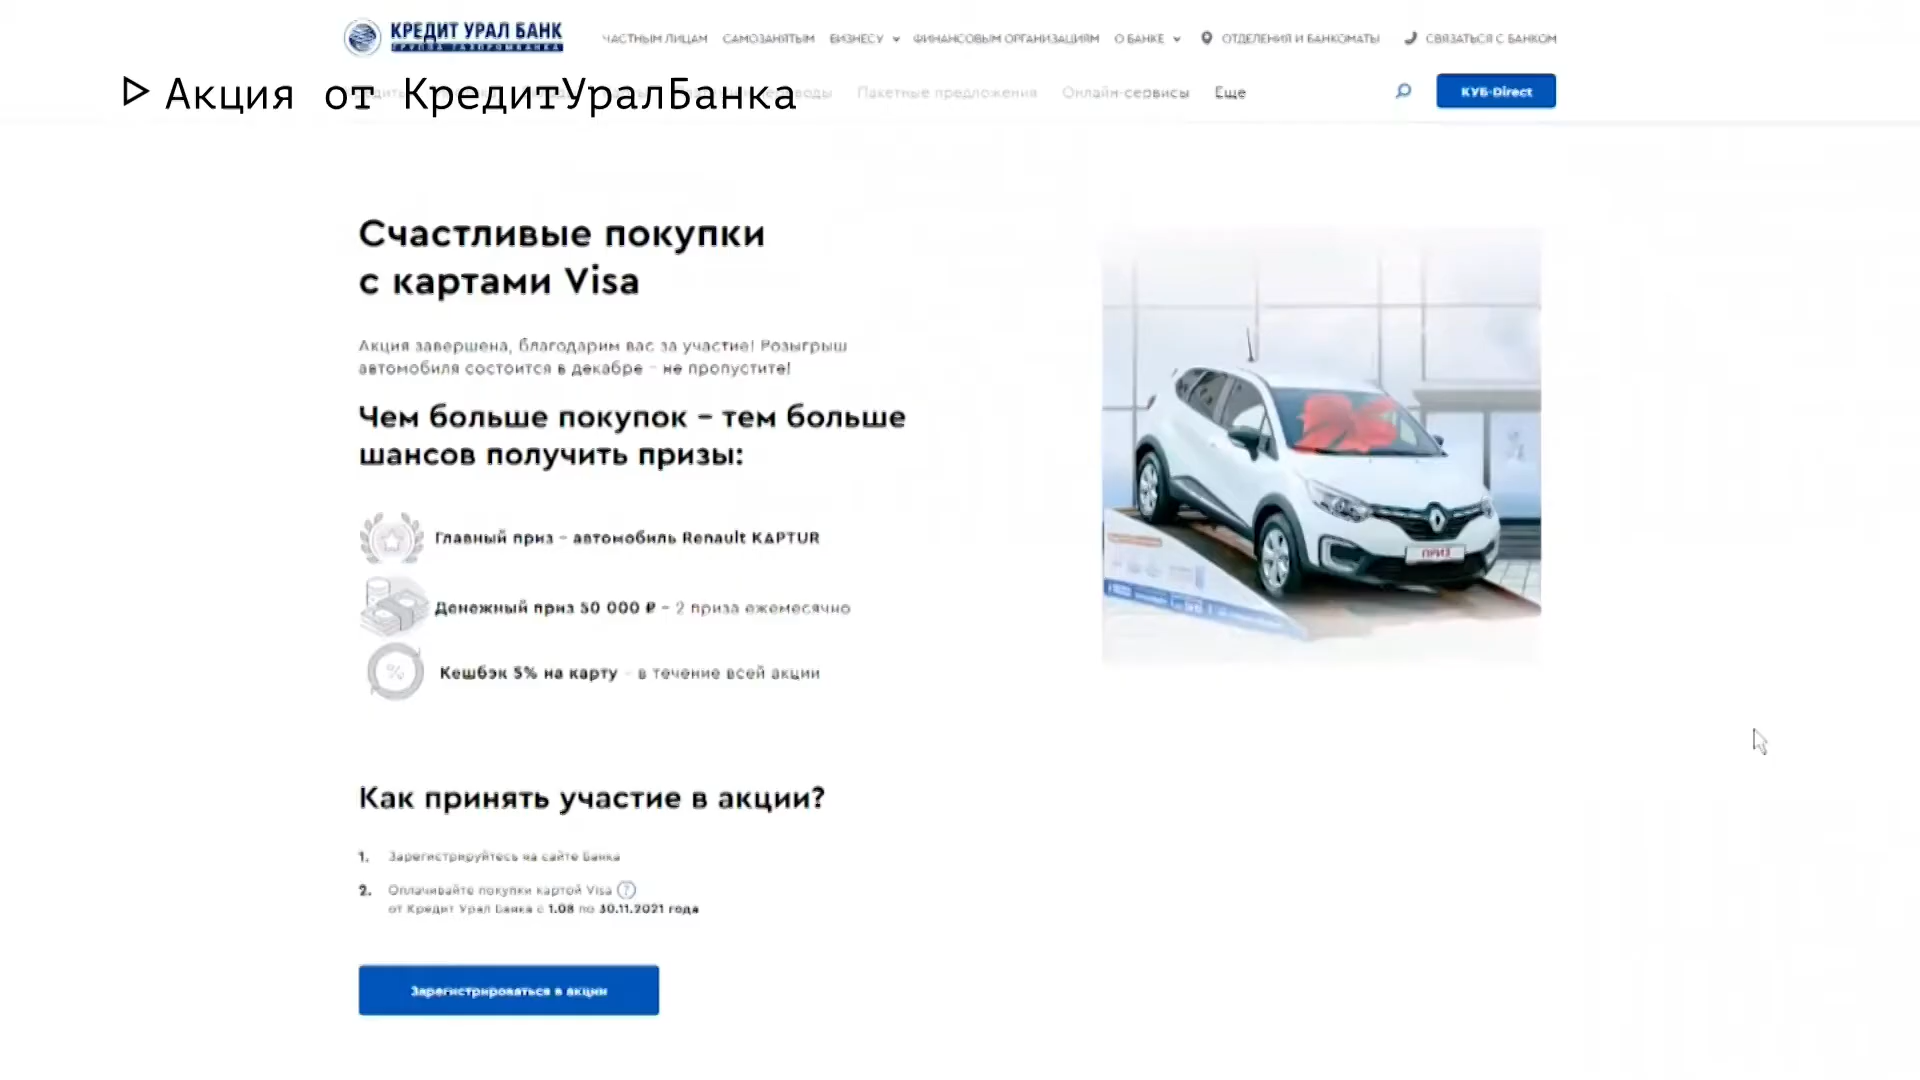 КРЕДИТ УРАЛ БАНК
ГРУППА ГАЗПРОМБАНКА
ЧАСТНЫМ ЛИЦАМ
САМОЗАНЯТЫМ
БИЗНЕСУ
ФИНАНСОВЫМ ОРГАНИЗАЦИЯМ
О БАНКЕ
ОТДЕЛЕНИЯ И БАНКОМАТЫ
СВЯЗАТЬСЯ С БАНКОМ
Акция от КредитУралБанка
Пакетные предложения
Онлайн-сервисы
Еще
КУБ-Direct
Счастливые покупки
с картами Visa
Акция завершена, благодарим вас за участие! Розыгрыш
автомобиля состоится в декабре - не пропустите!
Чем больше покупок – тем больше
шансов получить призы:
Главный приз – автомобиль Renault KAPTUR
Денежный приз 50 000 ₽ – 2 приза ежемесячно
Кешбэк 5% на карту – в течение всей акции
ПРИЗ
Как принять участие в акции?
1. Зарегистрируйтесь на сайте Банка
2. Оплачивайте покупки картой Visa ?
от Кредит Урал Банка с 1.08 по 30.11.2021 года
Зарегистрироваться в акции